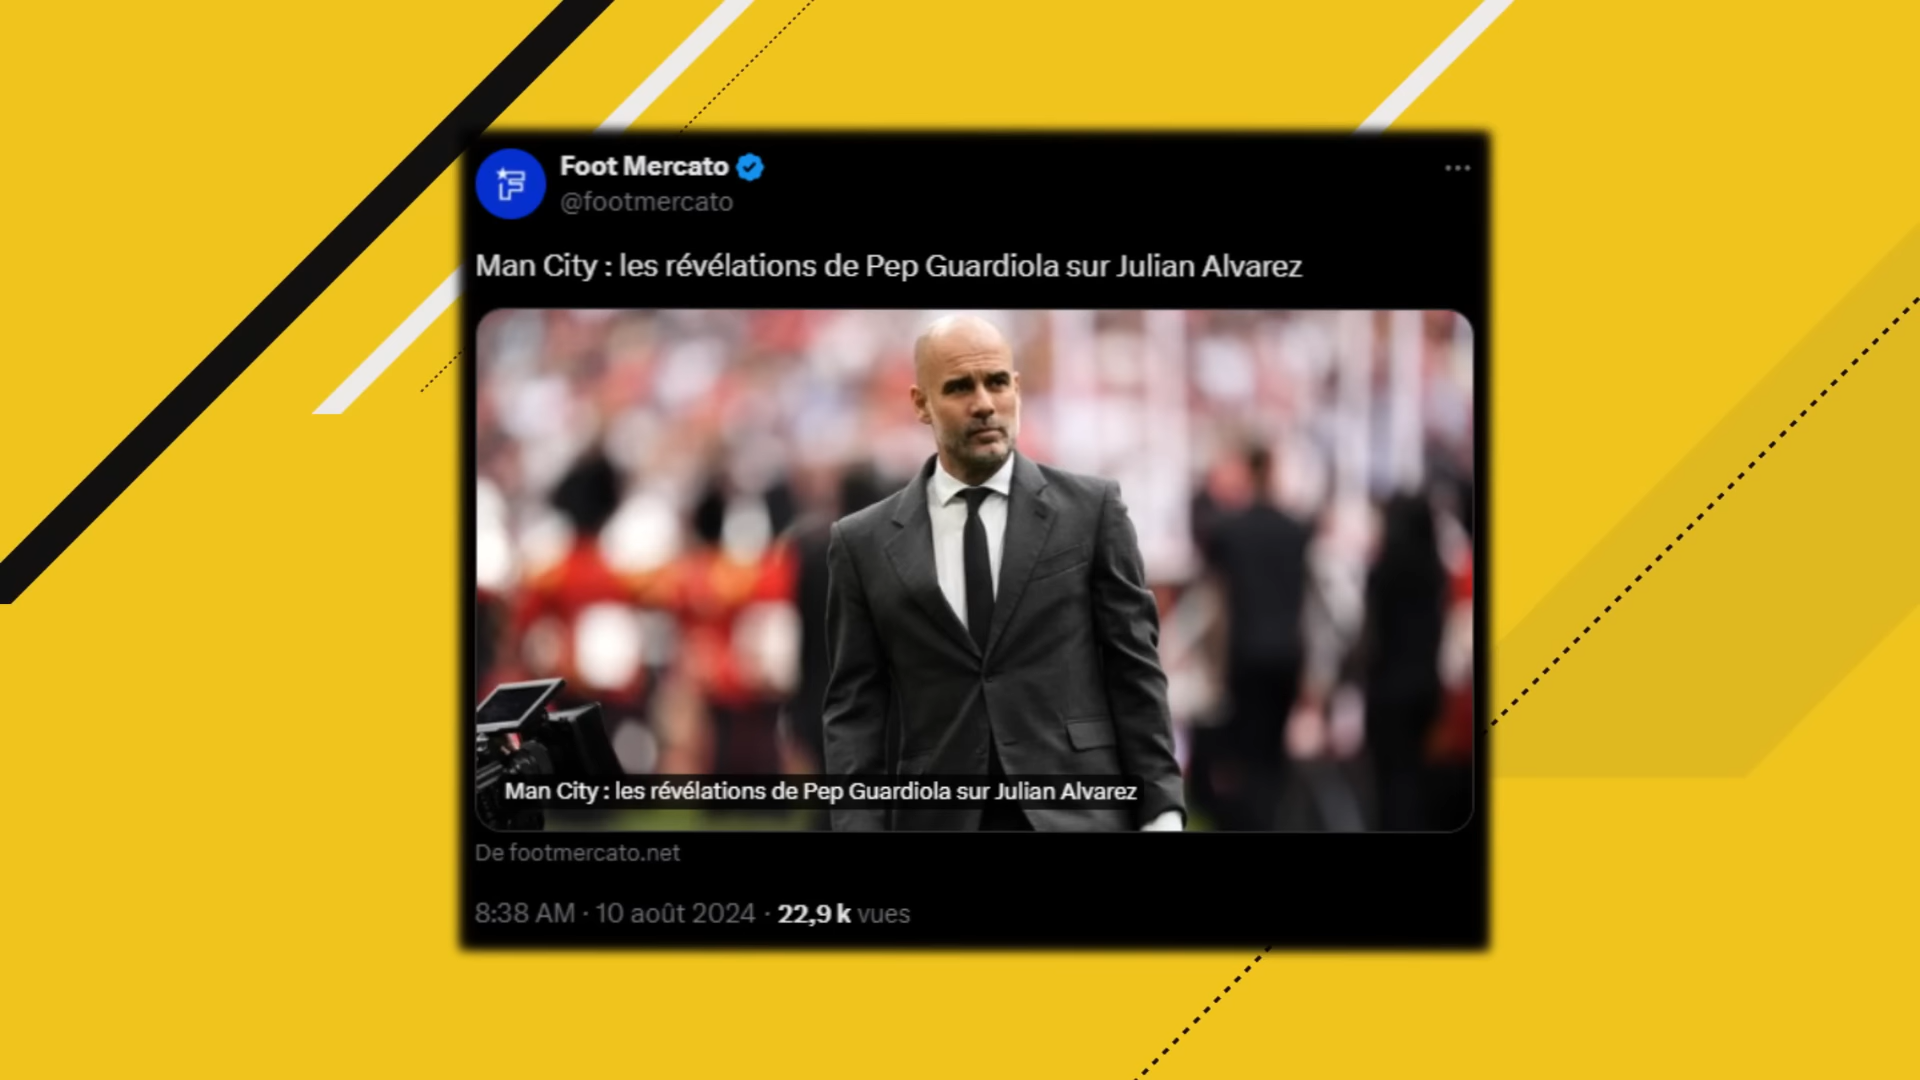 Foot Mercato
@footmercato
Man City : les révélations de Pep Guardiola sur Julian Alvarez
Man City : les révélations de Pep Guardiola sur Julian Alvarez
De footmercato.net
8:38 AM · 10 août 2024 · 22,9 k vues